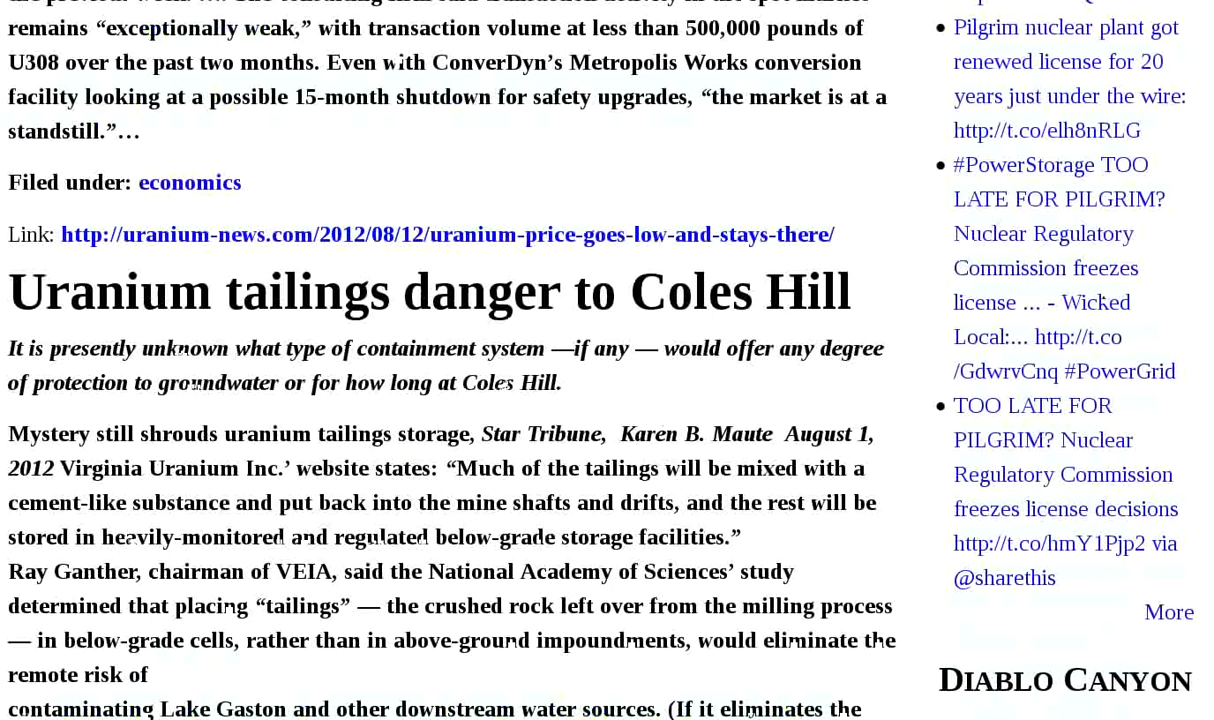 remains “exceptionally weak,” with transaction volume at less than 500,000 pounds of
U308 over the past two months. Even with ConverDyn’s Metropolis Works conversion
facility looking at a possible 15-month shutdown for safety upgrades, “the market is at a
standstill.”…
Filed under: economics
Link: http://uranium-news.com/2012/08/12/uranium-price-goes-low-and-stays-there/
Uranium tailings danger to Coles Hill
It is presently unknown what type of containment system —if any — would offer any degree
of protection to groundwater or for how long at Coles Hill.
Mystery still shrouds uranium tailings storage, Star Tribune, Karen B. Maute August 1,
2012 Virginia Uranium Inc.’ website states: “Much of the tailings will be mixed with a
cement-like substance and put back into the mine shafts and drifts, and the rest will be
stored in heavily-monitored and regulated below-grade storage facilities.”
Ray Ganther, chairman of VEIA, said the National Academy of Sciences’ study
determined that placing “tailings” — the crushed rock left over from the milling process
— in below-grade cells, rather than in above-ground impoundments, would eliminate the
remote risk of
contaminating Lake Gaston and other downstream water sources. (If it eliminates the
Pilgrim nuclear plant got
renewed license for 20
years just under the wire:
http://t.co/elh8nRLG
#PowerStorage TOO
LATE FOR PILGRIM?
Nuclear Regulatory
Commission freezes
license ... - Wicked
Local:... http://t.co
/GdwrvCnq #PowerGrid
TOO LATE FOR
PILGRIM? Nuclear
Regulatory Commission
freezes license decisions
http://t.co/hmY1Pjp2 via
@sharethis
More
DIABLO CANYON